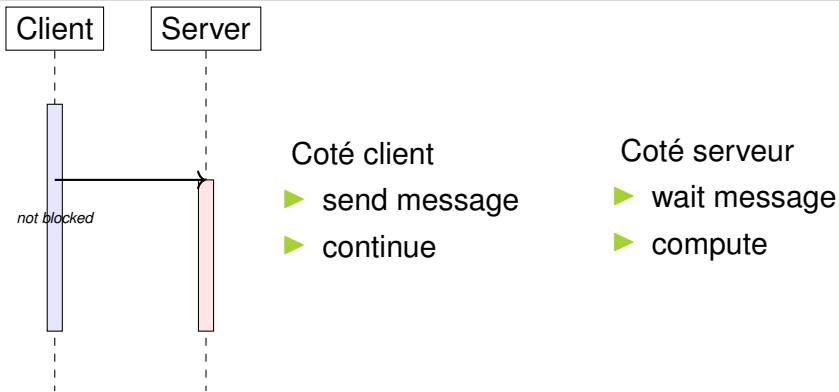 Client
Server
not blocked
Coté client
send message
continue
Coté serveur
wait message
compute